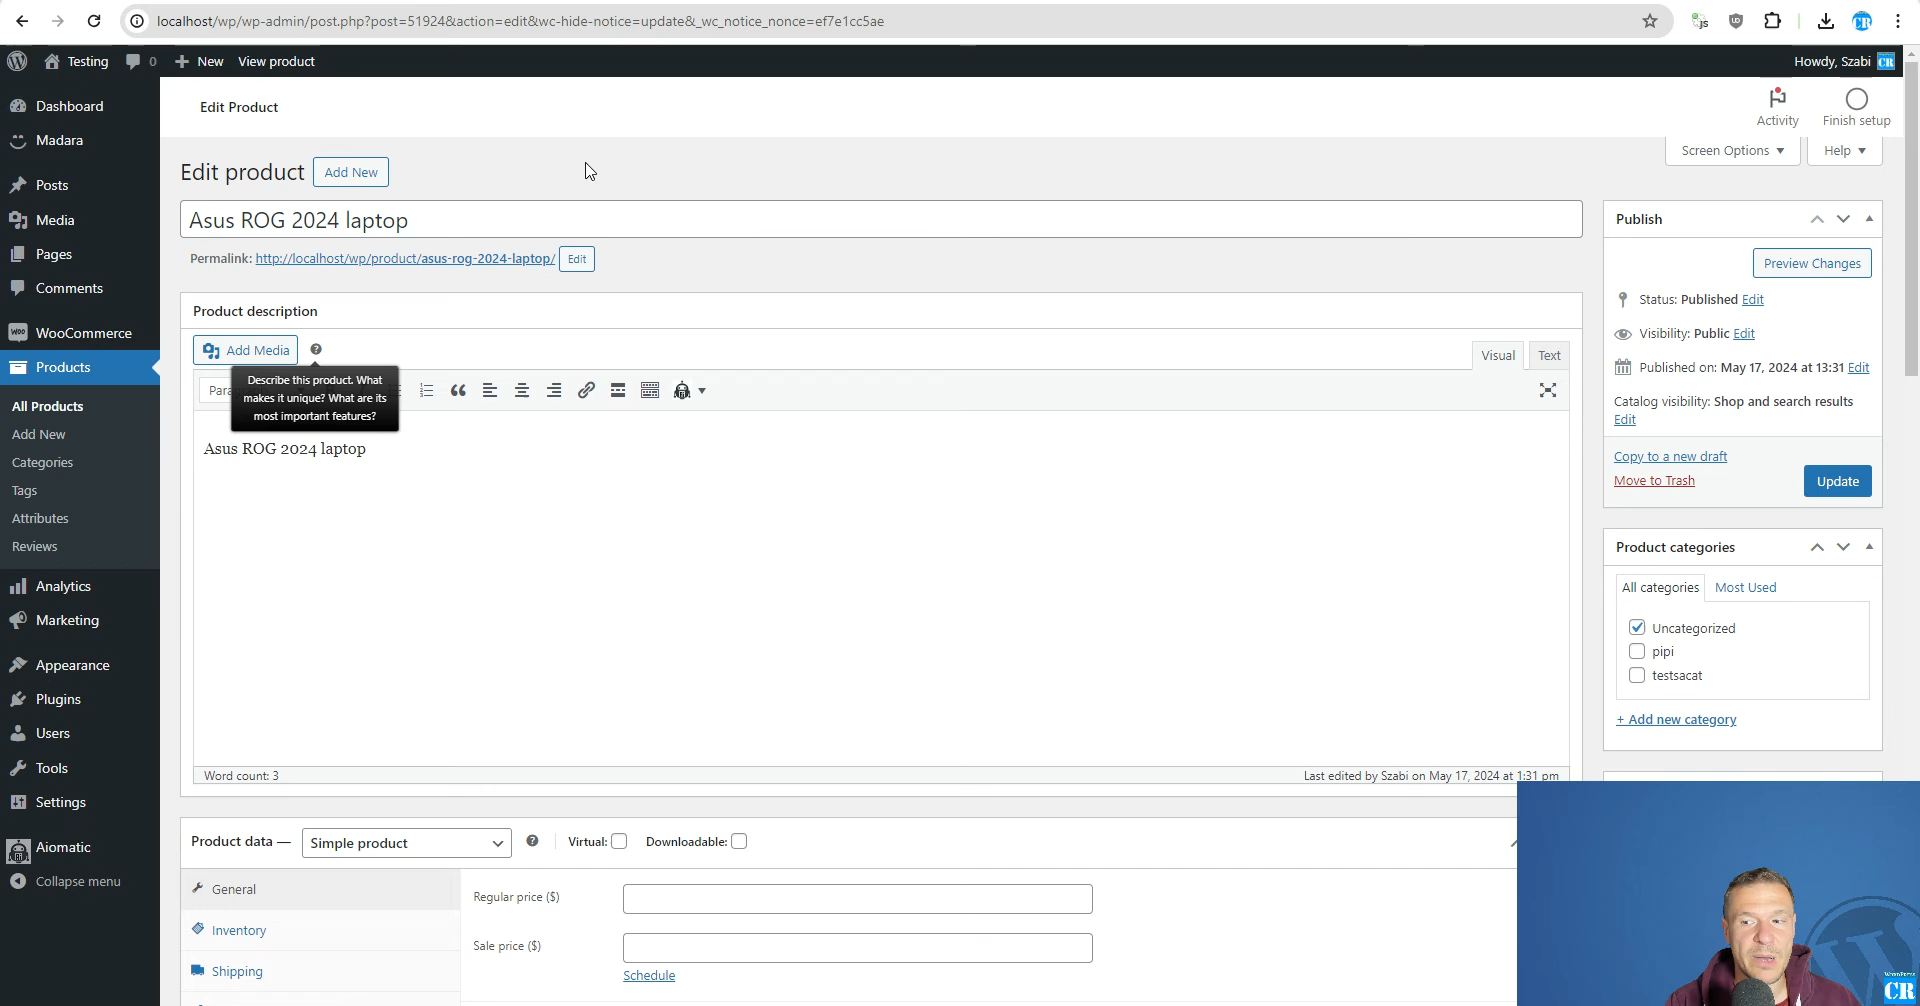 localhost/wp/wp-admin/post.php?post=51924&action=edit&wc-hide-notice=update&_wc_notice_nonce=ef7e1cc5ae
Testing 0 New View product
Howdy, Szabi CR
Dashboard
Madara
Posts
Media
Pages
Comments
WooCommerce
Products
All Products
Add New
Categories
Tags
Attributes
Reviews
Analytics
Marketing
Appearance
Plugins
Users
Tools
Settings
Aiomatic
Collapse menu
Edit Product
Activity
Finish setup
Screen Options
Help
Edit product Add New
Asus ROG 2024 laptop
Permalink: http://localhost/wp/product/asus-rog-2024-laptop/ Edit
Product description
Add Media
Visual Text
Describe this product. What
makes it unique? What are its
most important features?
Asus ROG 2024 laptop
Word count: 3
Last edited by Szabi on May 17, 2024 at 1:31 pm
Product data — Simple product Virtual: Downloadable:
General
Inventory
Shipping
Regular price ($)
Sale price ($)
Schedule
Publish
Preview Changes
Status: Published Edit
Visibility: Public Edit
Published on: May 17, 2024 at 13:31 Edit
Catalog visibility: Shop and search results
Edit
Copy to a new draft
Move to Trash
Update
Product categories
All categories Most Used
Uncategorized
pipi
testsacat
+ Add new category
WORDPRESS
CR